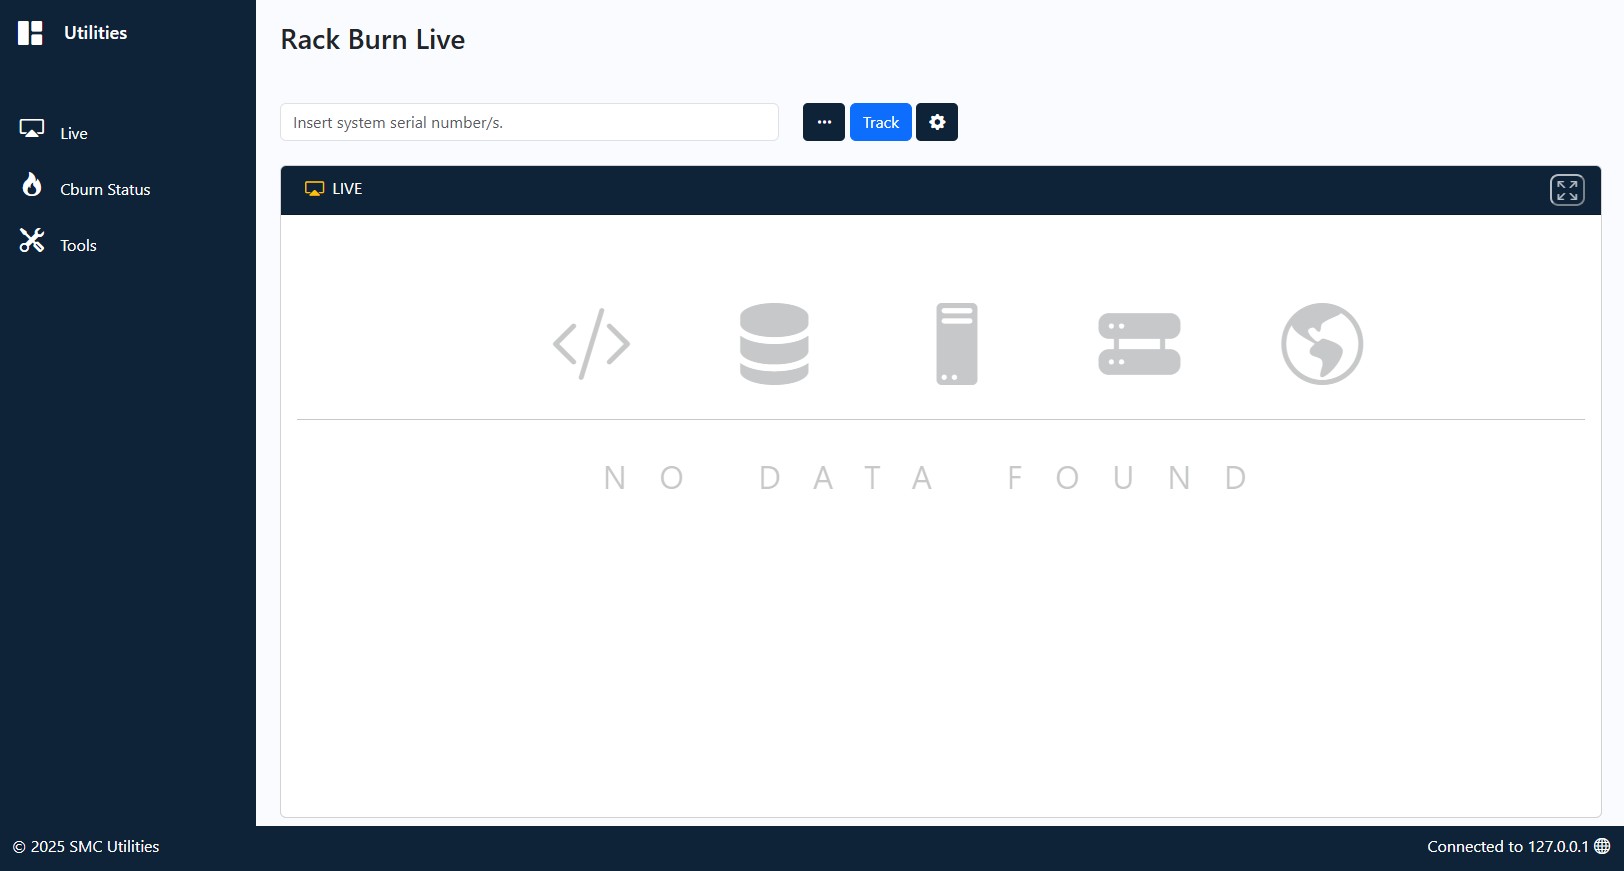 Utilities
Rack Burn Live
Insert system serial number/s.
Track
Live
Cburn Status
Tools
LIVE
NO DATA FOUND
© 2025 SMC Utilities
Connected to 127.0.0.1